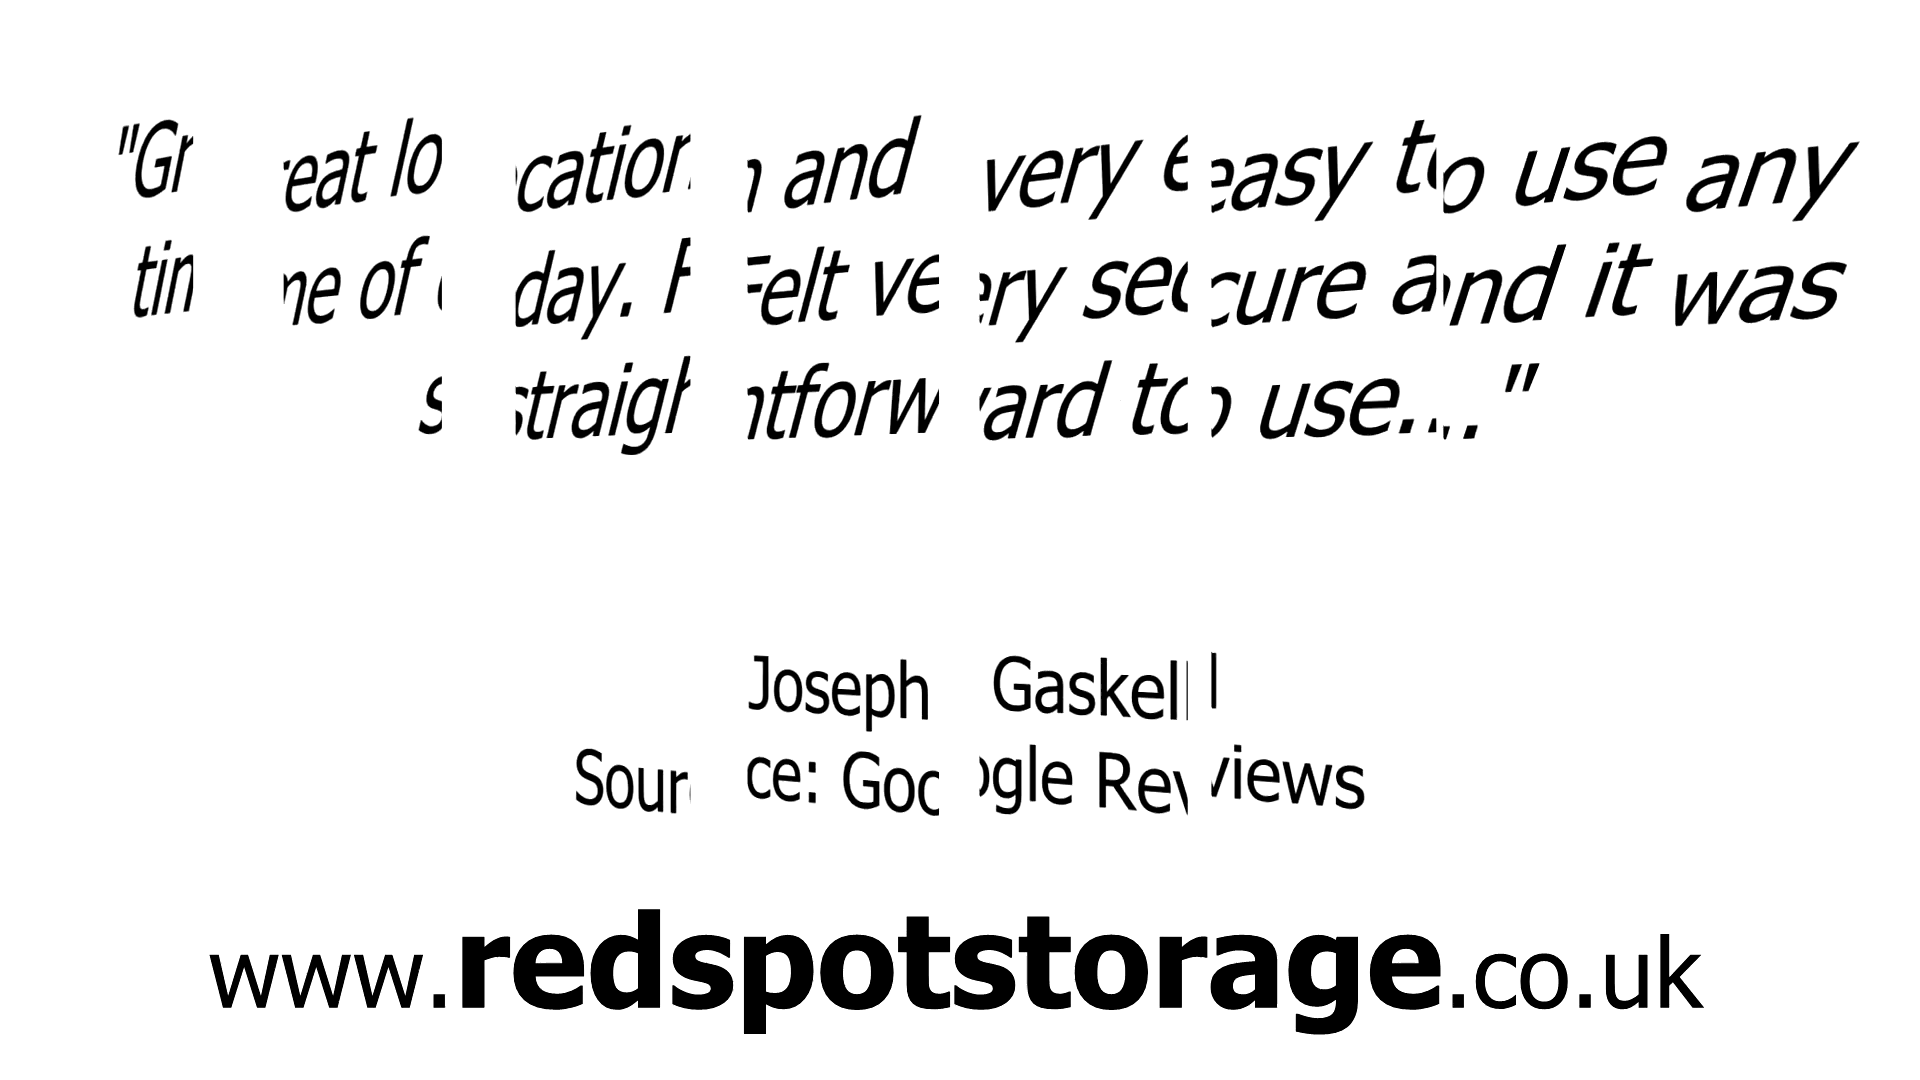 "Great location and very easy to use any
time of day. Felt very secure and it was
straightforward to use..."
Joseph Gaskell
Source: Google Reviews
www.redspotstorage.co.uk